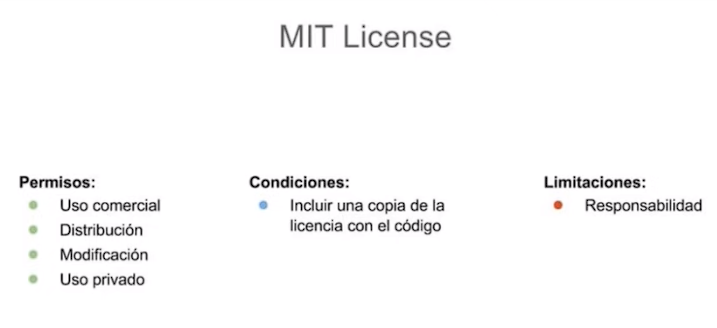 MIT License
Permisos:
Uso comercial
Distribución
Modificación
Uso privado
Condiciones:
Incluir una copia de la
licencia con el código
Limitaciones:
Responsabilidad